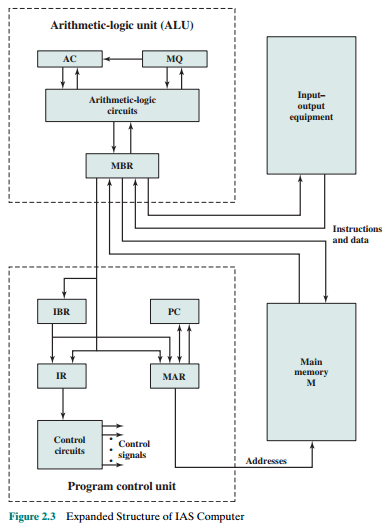 Arithmetic-logic unit (ALU)
AC
MQ
Arithmetic-logic
circuits
MBR
Input–
output
equipment
Instructions
and data
IBR
PC
IR
MAR
Main
memory
M
Control
circuits
Control
signals
Addresses
Program control unit
Figure 2.3 Expanded Structure of IAS Computer